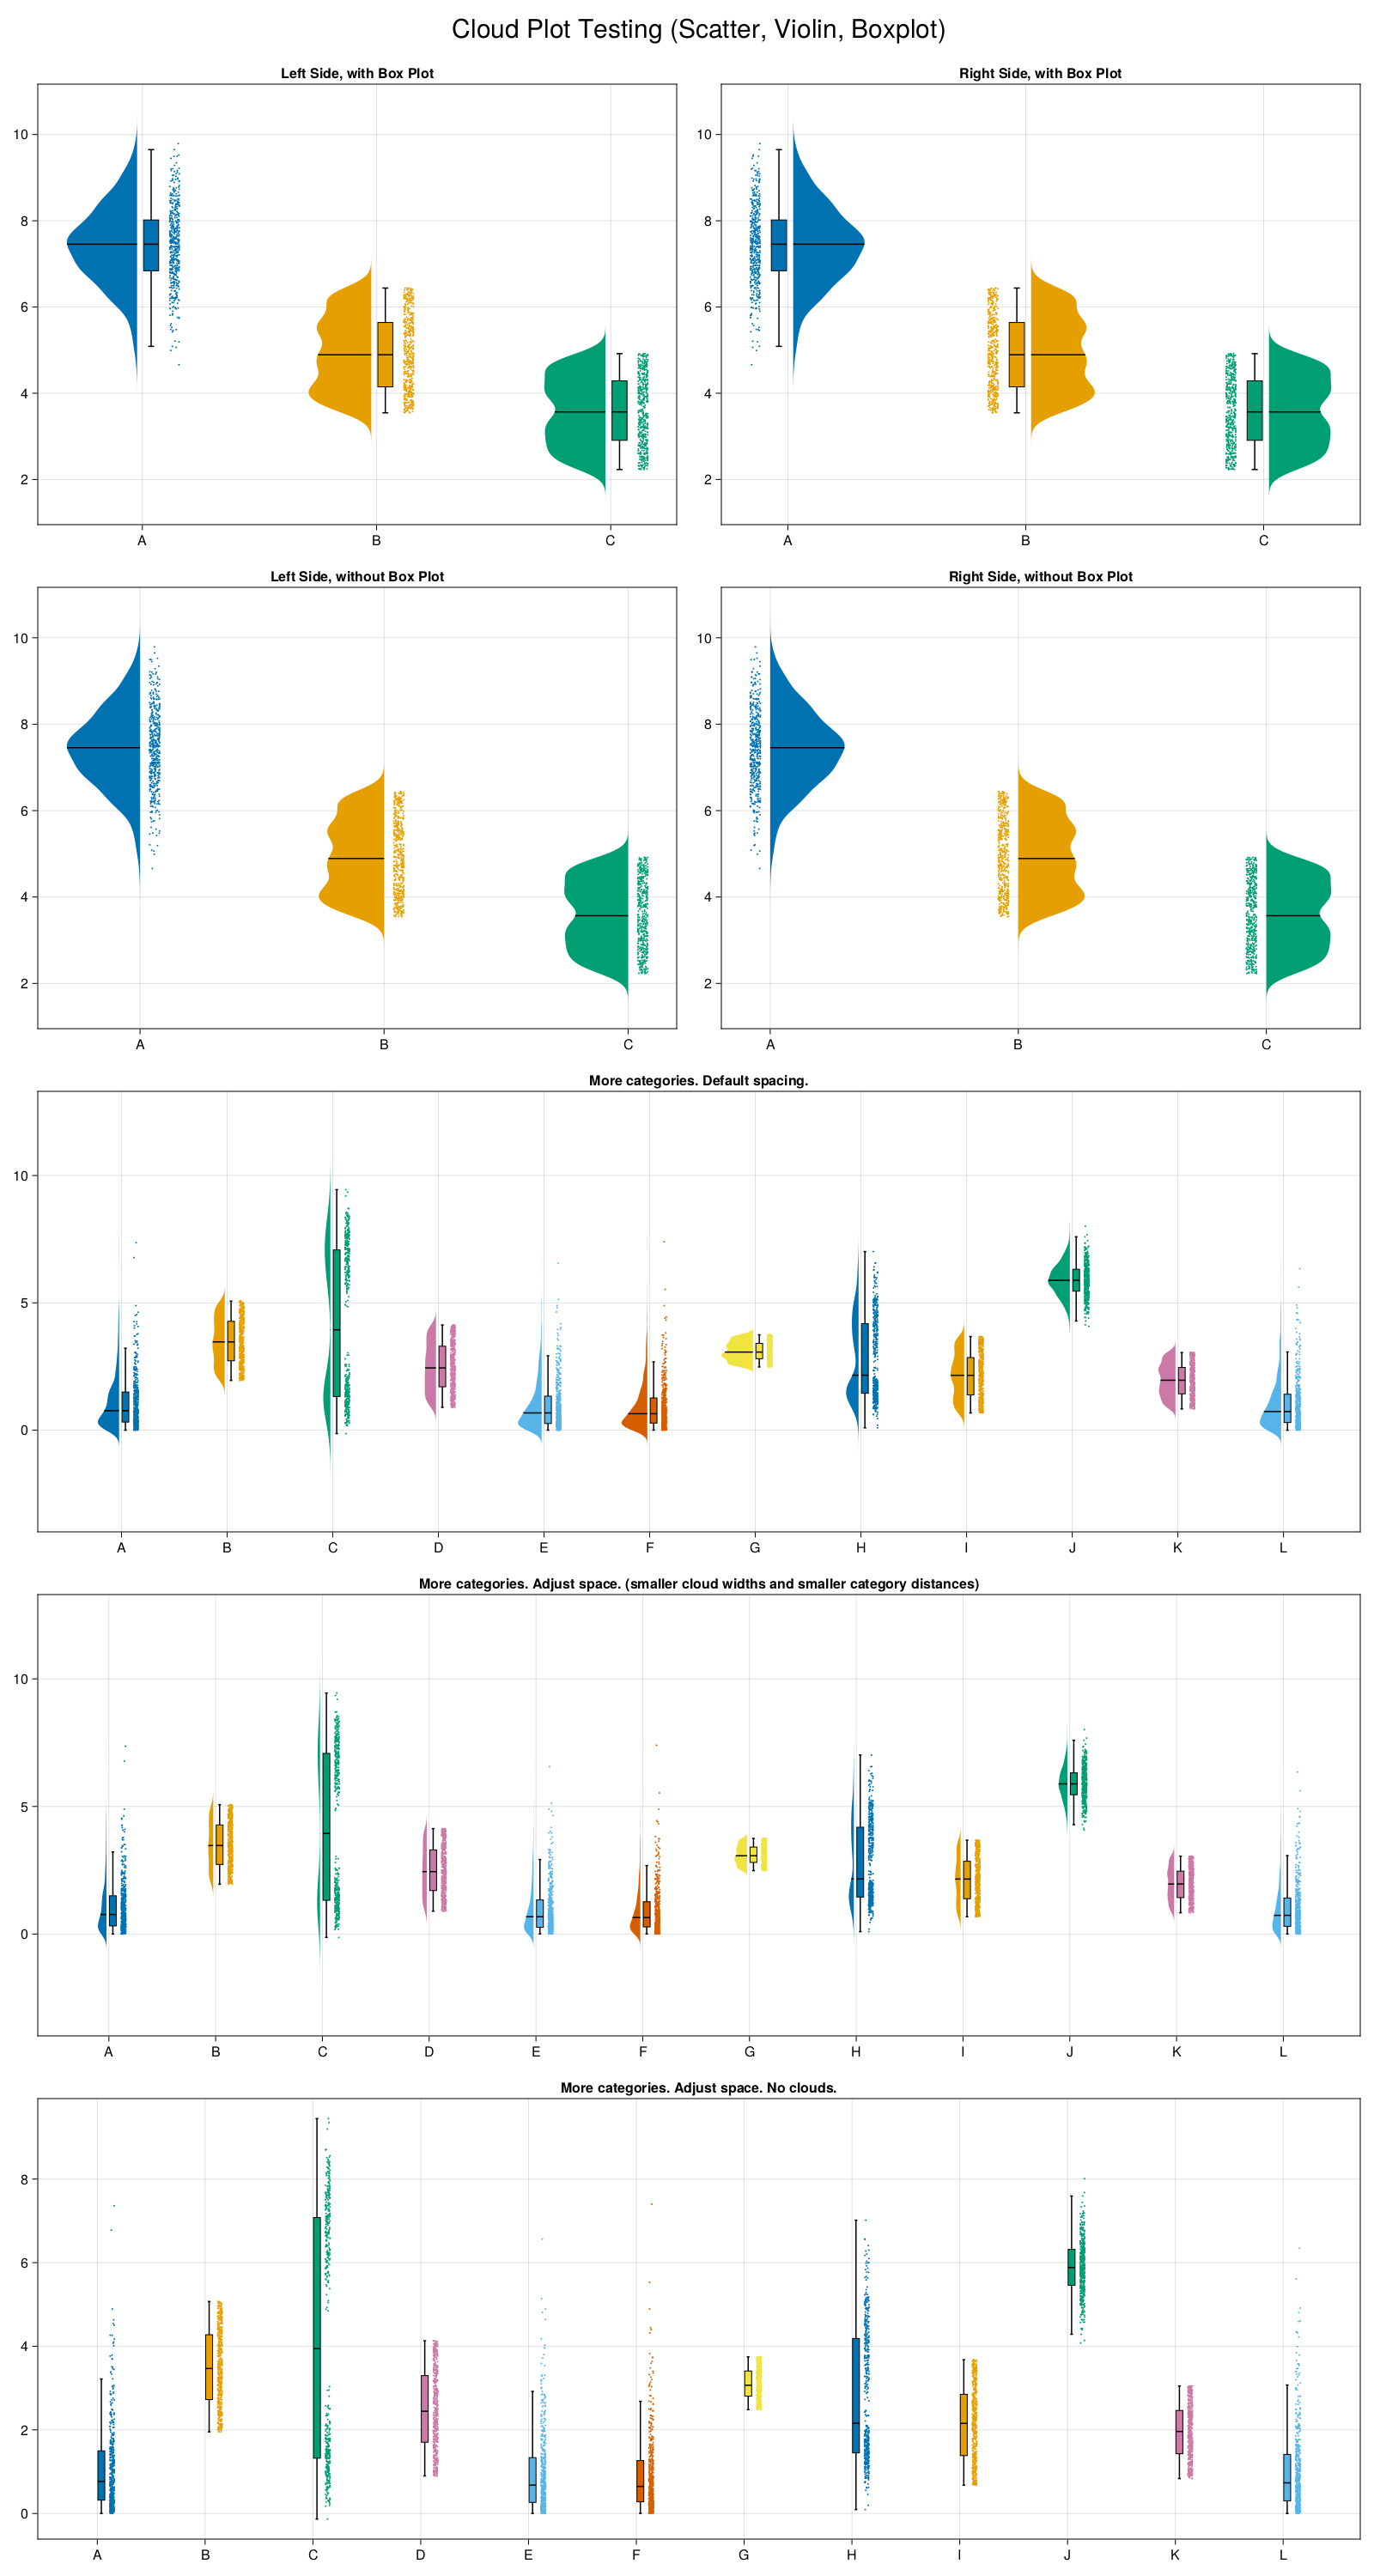 Cloud Plot Testing (Scatter, Violin, Boxplot)
Left Side, with Box Plot
10
8
6
4
2
A B C
Right Side, with Box Plot
10
8
6
4
2
A B C
Left Side, without Box Plot
10
8
6
4
2
A B C
Right Side, without Box Plot
10
8
6
4
2
A B C
More categories. Default spacing.
10
5
0
A B C D E F G H I J K L
More categories. Adjust space. (smaller cloud widths and smaller category distances)
10
5
0
A B C D E F G H I J K L
More categories. Adjust space. No clouds.
8
6
4
2
0
A B C D E F G H I J K L